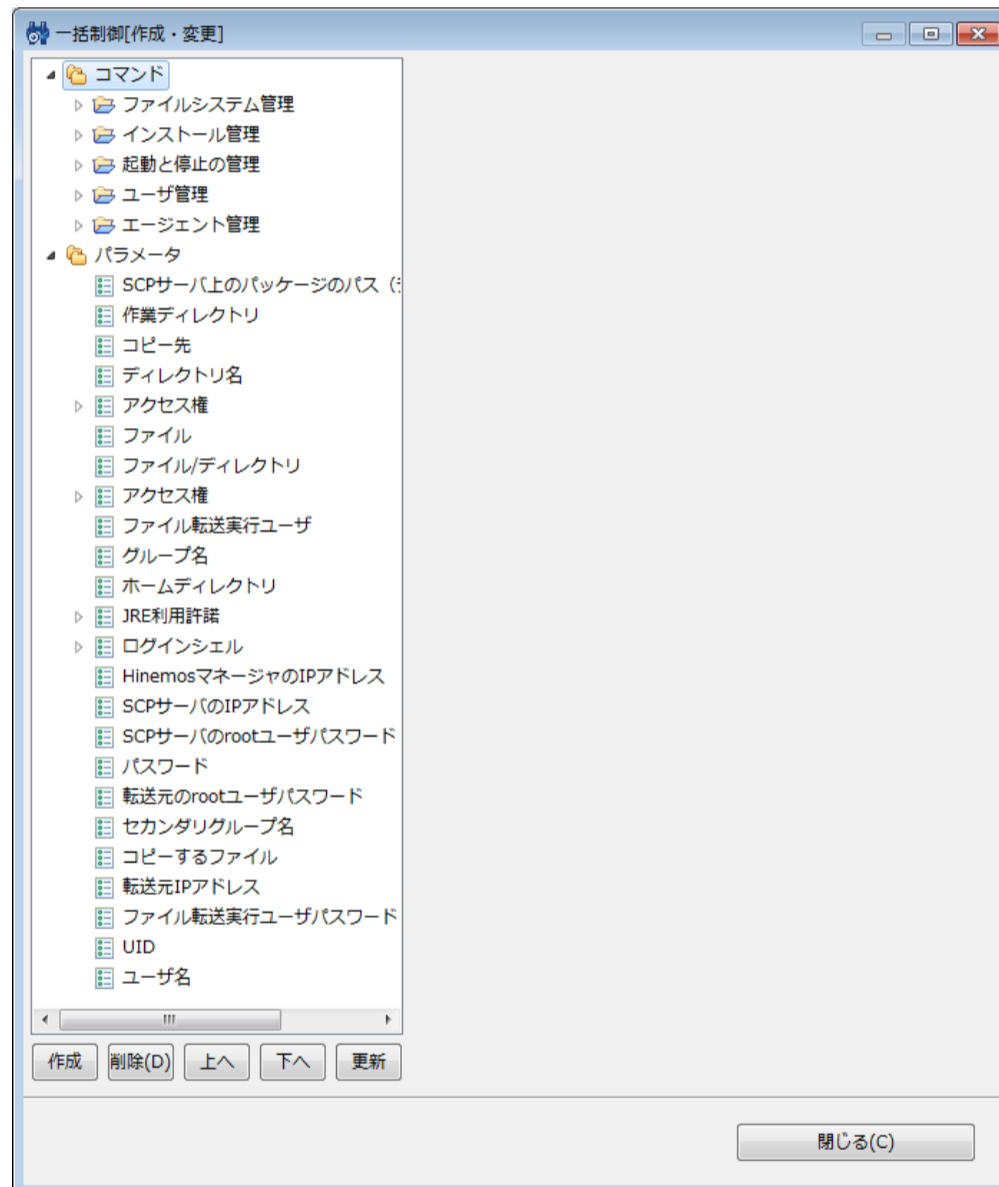 一括制御[作成・変更]
コマンド
ファイルシステム管理
インストール管理
起動と停止の管理
ユーザ管理
エージェント管理
パラメータ
SCPサーバ上のパッケージのパス（
作業ディレクトリ
コピー先
ディレクトリ名
アクセス権
ファイル
ファイル/ディレクトリ
アクセス権
ファイル転送実行ユーザ
グループ名
ホームディレクトリ
JRE利用許諾
ログインシェル
HinemosマネージャのIPアドレス
SCPサーバのIPアドレス
SCPサーバのrootユーザパスワード
パスワード
転送元のrootユーザパスワード
セカンダリグループ名
コピーするファイル
転送元IPアドレス
ファイル転送実行ユーザパスワード
UID
ユーザ名
作成 削除(D) 上へ 下へ 更新
閉じる(C)